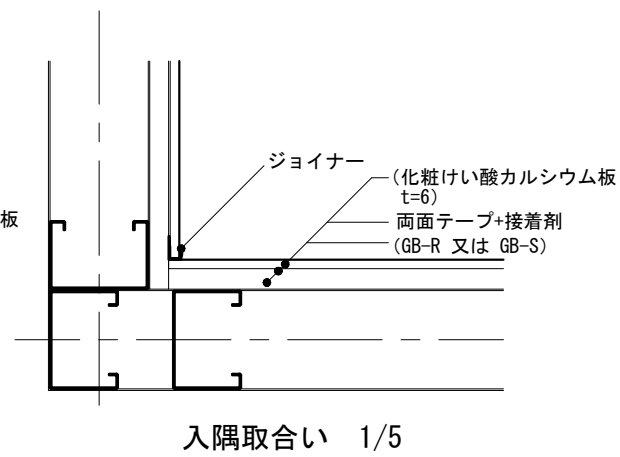 ジョイナー
(化粧けい酸カルシウム板
t=6)
板
両面テープ+接着剤
(GB-R 又は GB-S)
入隅取合い 1/5